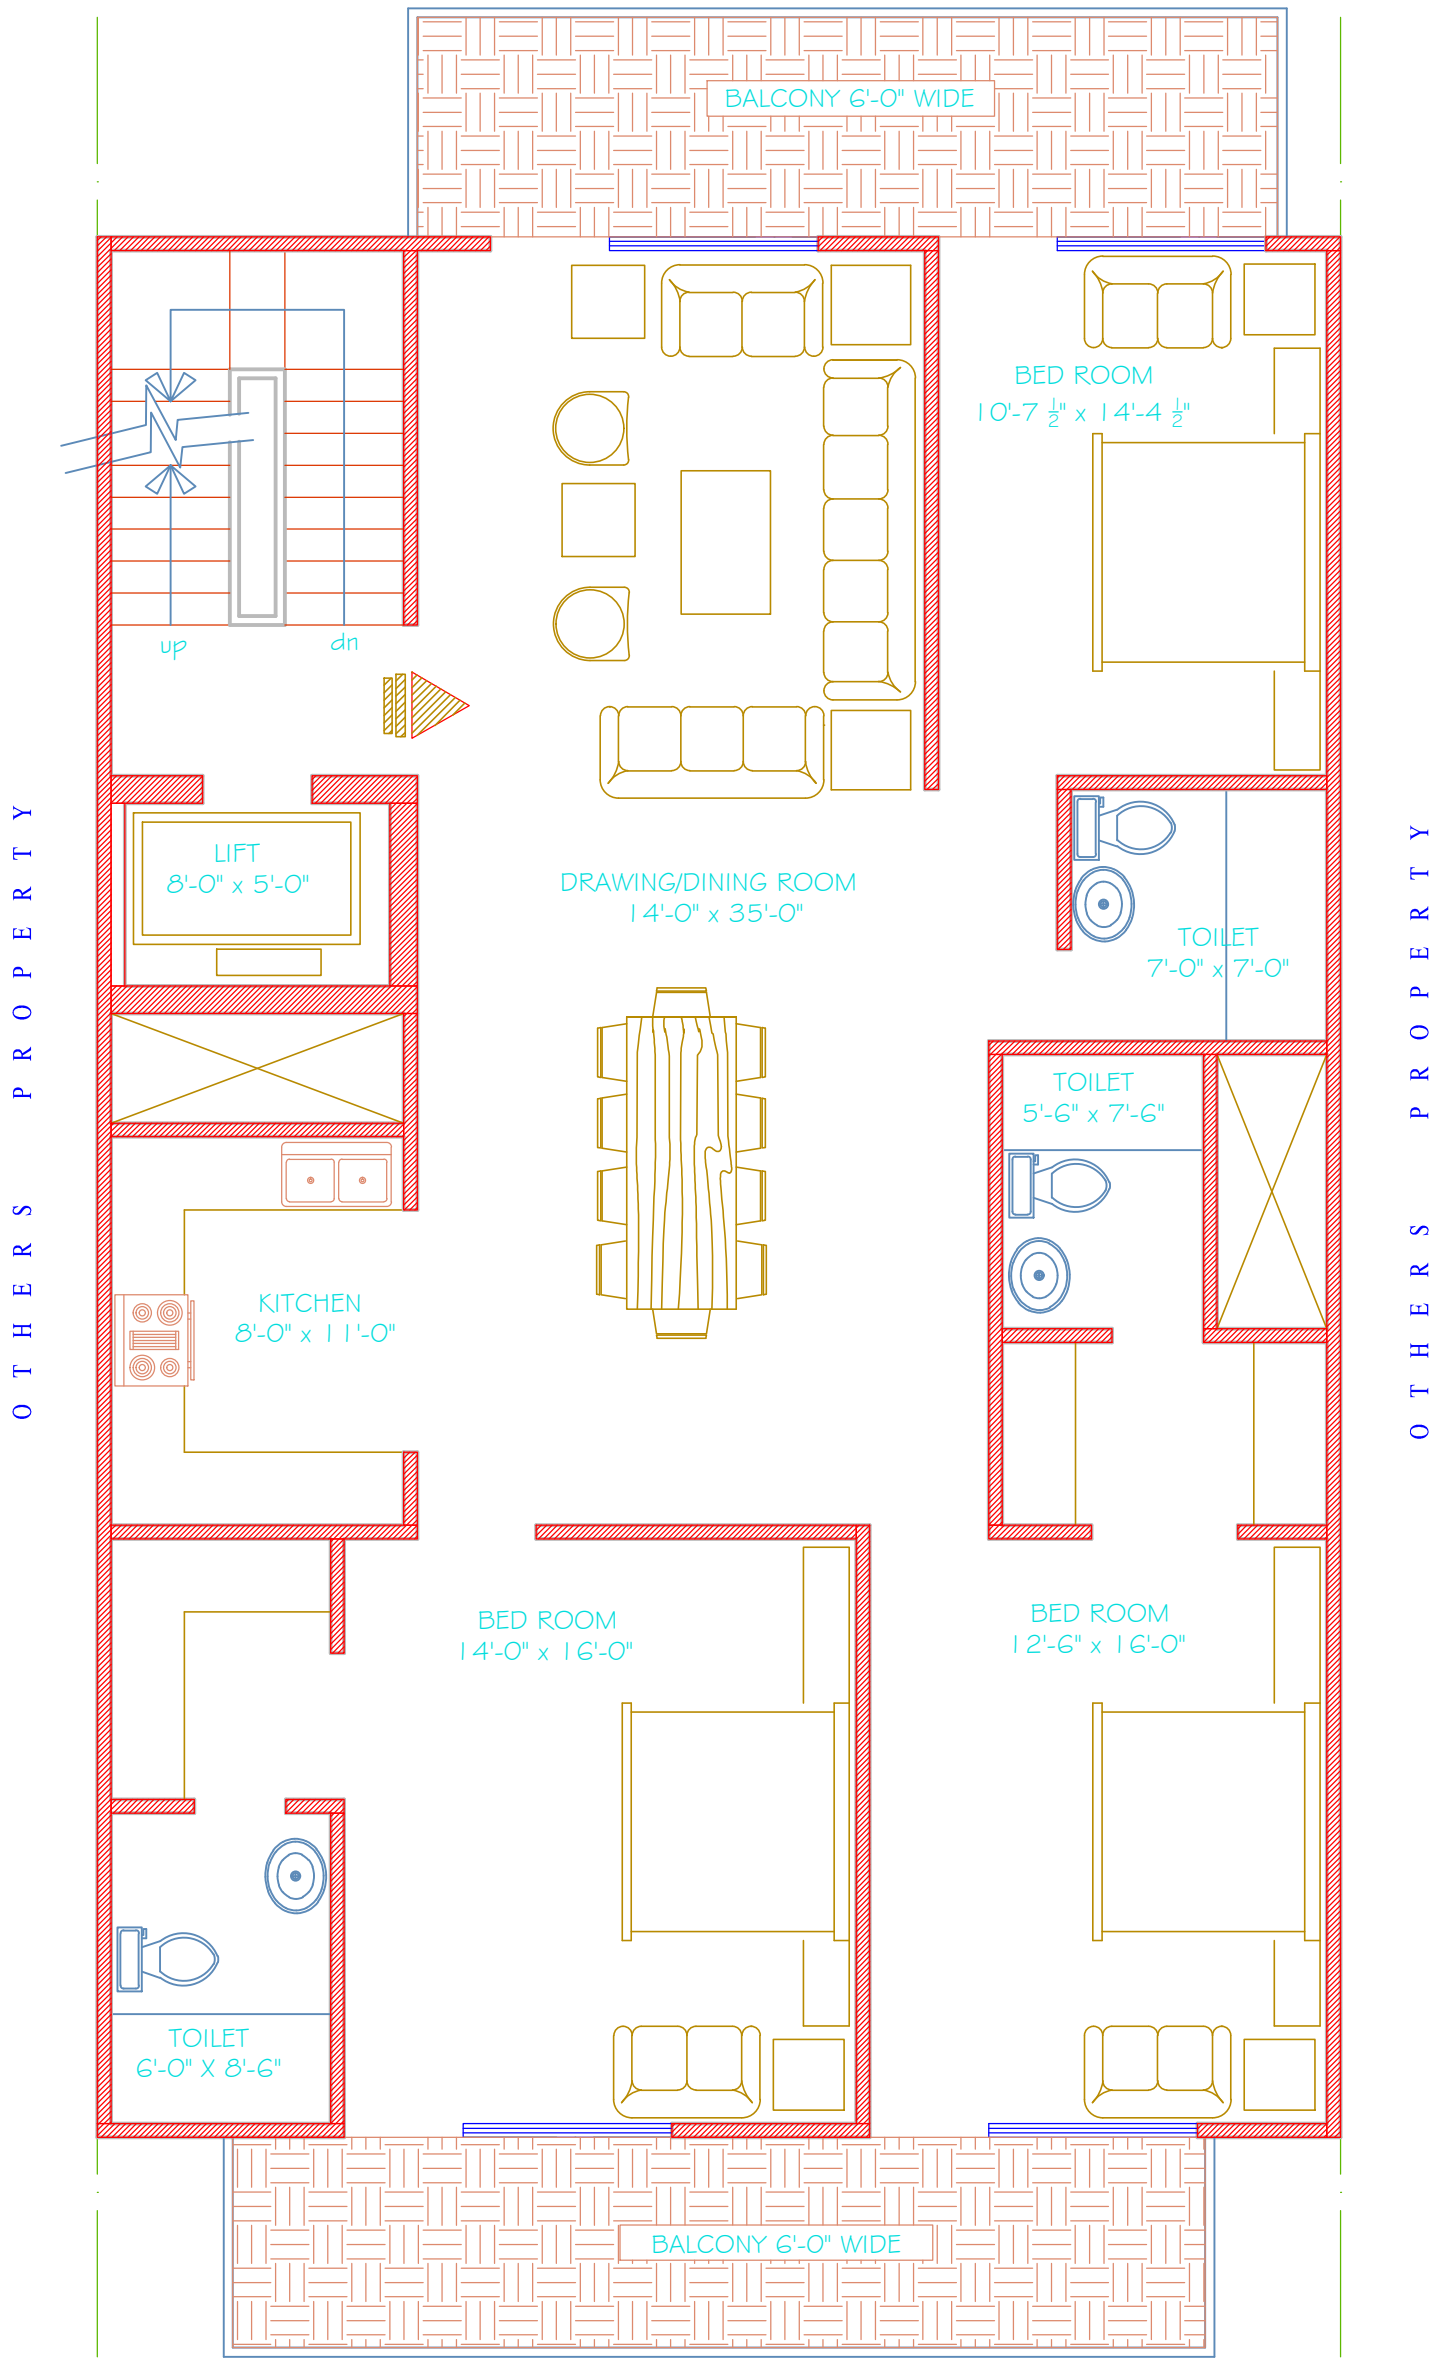 BALCONY 6'-0" WIDE
BED ROOM
10'-7 ½" x 14'-4 ½"
up
dn
LIFT
8'-0" x 5'-0"
DRAWING/DINING ROOM
14'-0" x 35'-0"
TOILET
7'-0" x 7'-0"
OTHERS PROPERTY
OTHERS PROPERTY
TOILET
5'-6" x 7'-6"
KITCHEN
8'-0" x 11'-0"
BED ROOM
14'-0" x 16'-0"
BED ROOM
12'-6" x 16'-0"
TOILET
6'-0" X 8'-6"
BALCONY 6'-0" WIDE